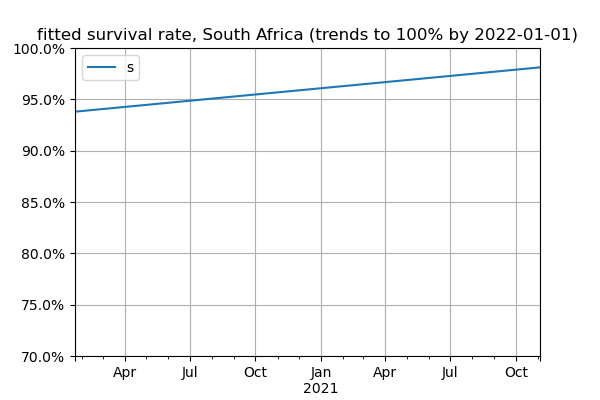 fitted survival rate, South Africa (trends to 100% by 2022-01-01)
100.0%
s
95.0%
90.0%
85.0%
80.0%
75.0%
70.0%
Apr
Jul
Oct
Jan
2021
Apr
Jul
Oct